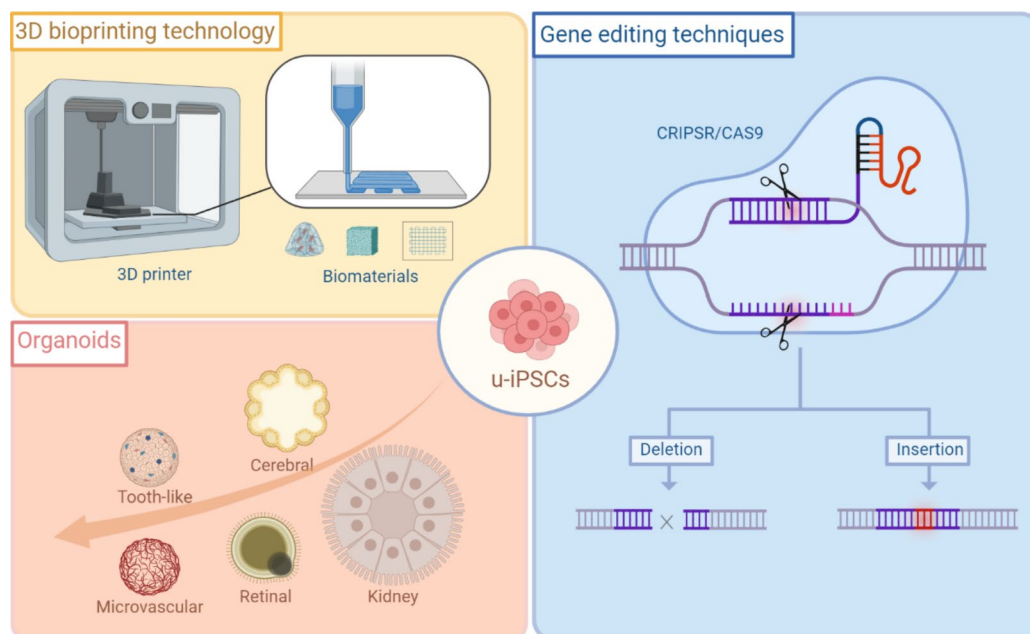 3D bioprinting technology
3D printer
Biomaterials
Gene editing techniques
CRIPSR/CAS9
u-iPSCs
Organoids
Cerebral
Tooth-like
Microvascular
Retinal
Kidney
Deletion
Insertion